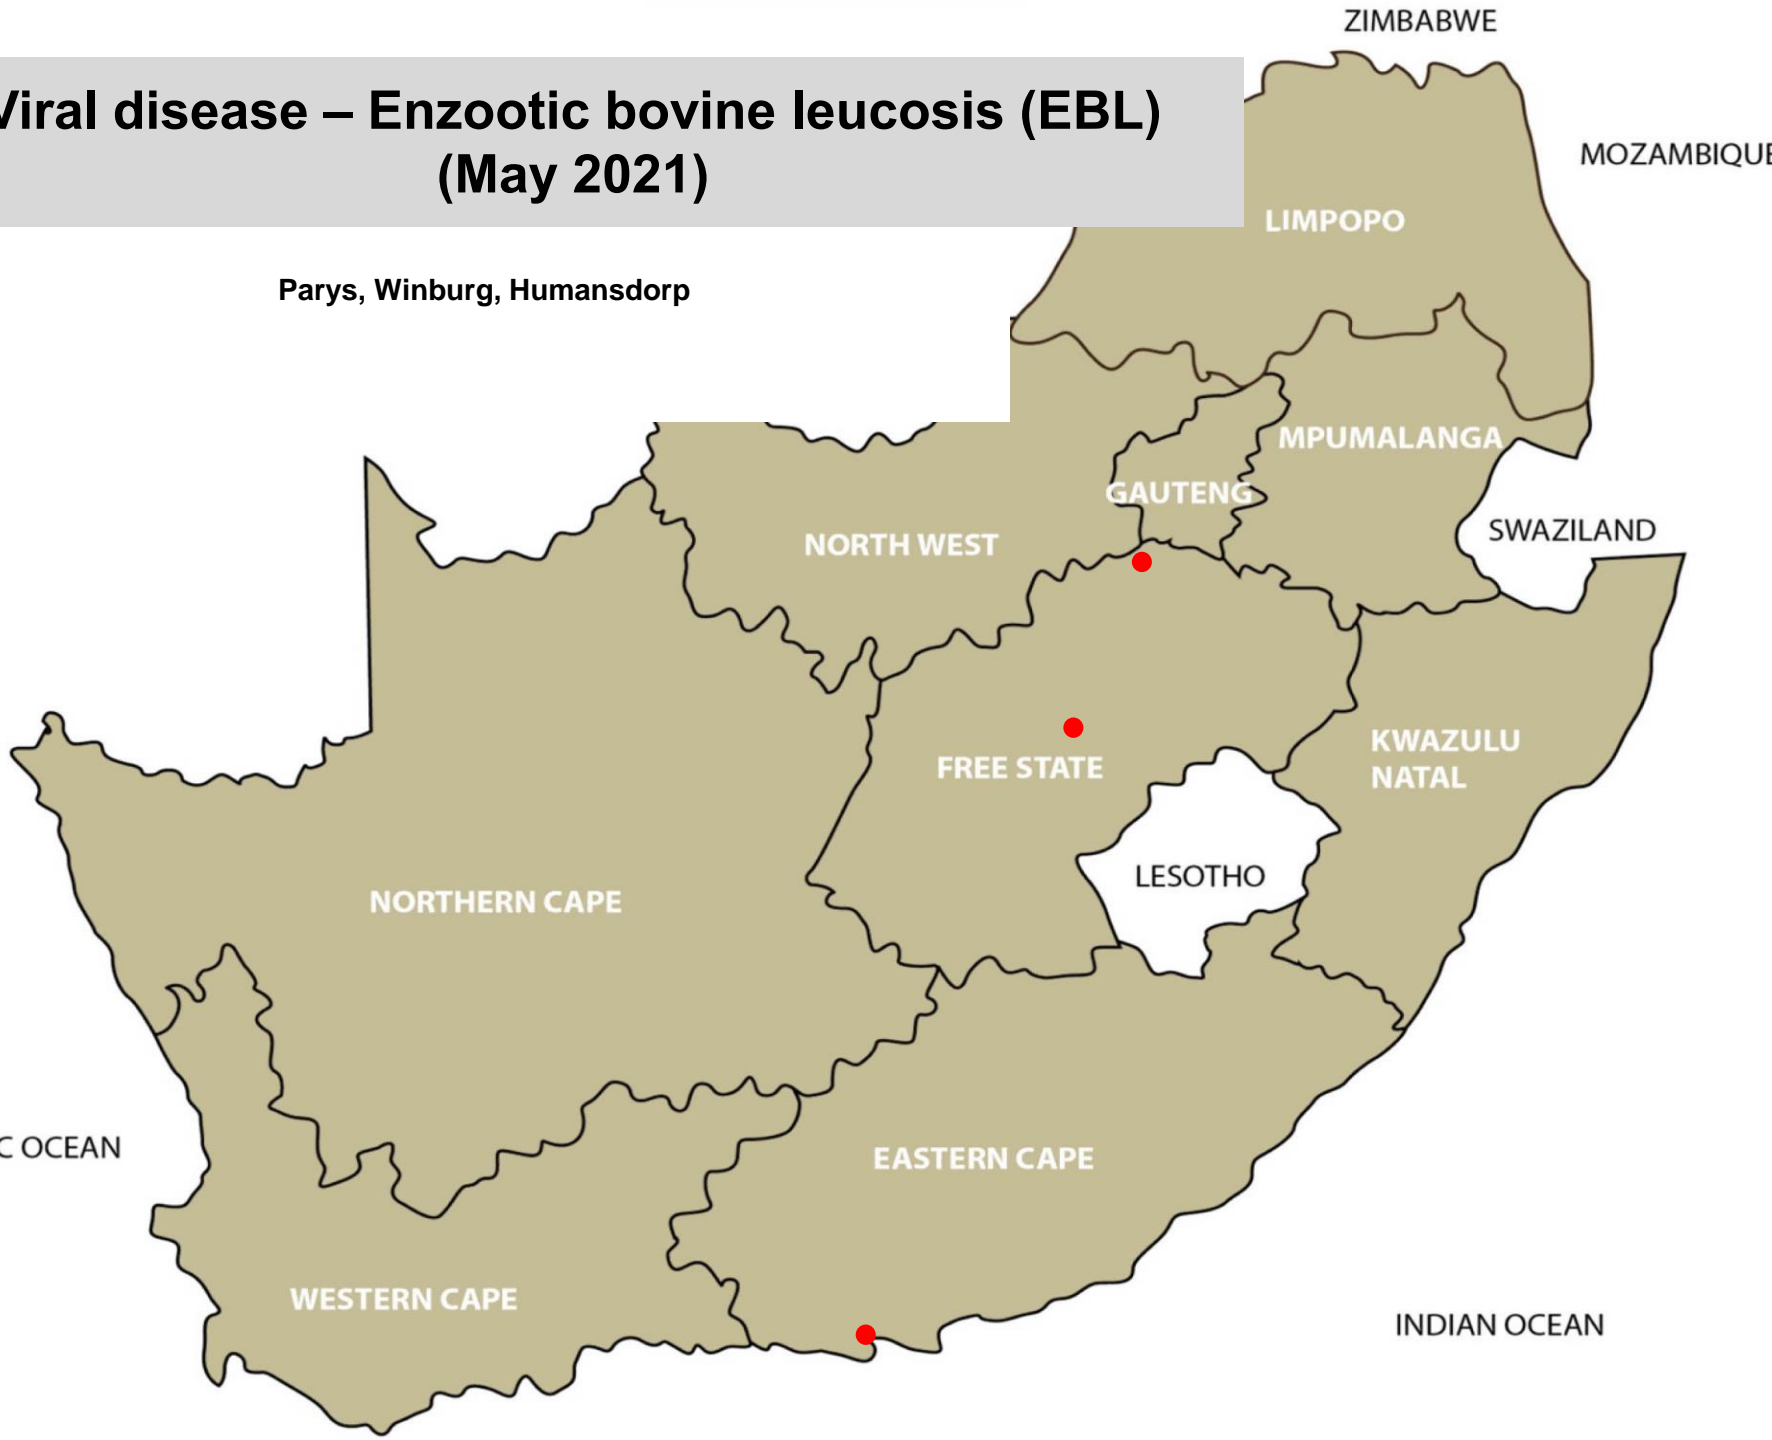 ZIMBABWE
Viral disease – Enzootic bovine leucosis (EBL)
(May 2021)
MOZAMBIQUE
LIMPOPO
Parys, Winburg, Humansdorp
MPUMALANGA
GAUTENG
SWAZILAND
NORTH WEST
KWAZULU
NATAL
FREE STATE
LESOTHO
NORTHERN CAPE
C OCEAN
EASTERN CAPE
WESTERN CAPE
INDIAN OCEAN